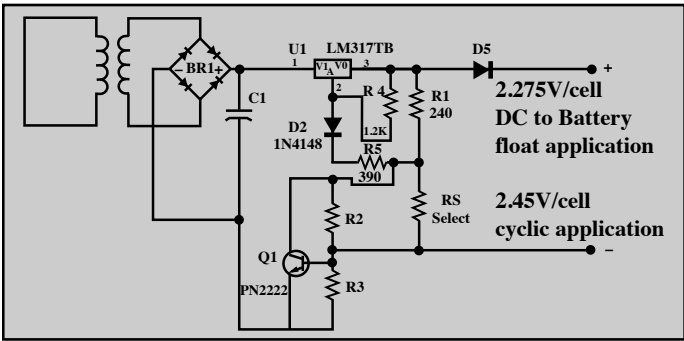 U1
LM317TB
D5
1
V1
V0
3
+
A
2
BR1
−
+
C1
R 4
R1
240
2.275V/cell
DC to Battery
float application
D2
1N4148
1.2K
R5
390
RS
Select
2.45V/cell
cyclic application
R2
−
Q1
PN2222
R3